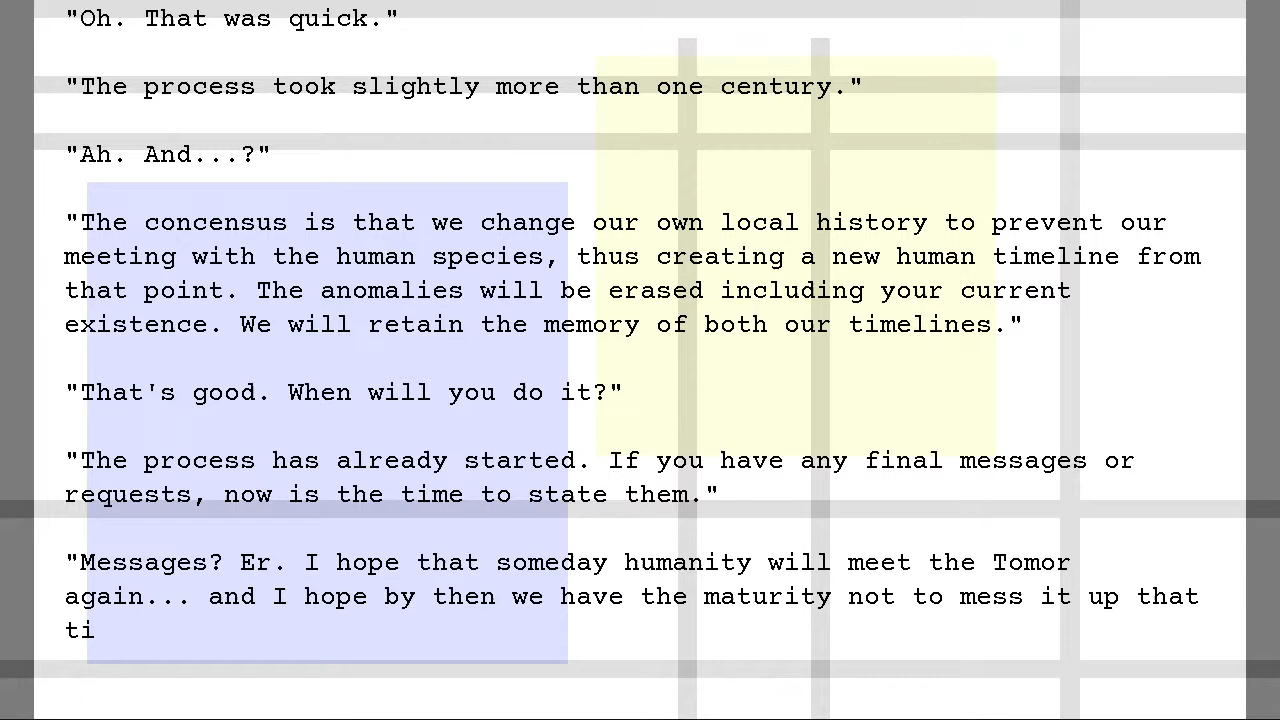 "Oh. That was quick."
"The process took slightly more than one century."
"Ah. And...?"
"The concensus is that we change our own local history to prevent our
meeting with the human species, thus creating a new human timeline from
that point. The anomalies will be erased including your current
existence. We will retain the memory of both our timelines."
"That's good. When will you do it?"
"The process has already started. If you have any final messages or
requests, now is the time to state them."
"Messages? Er. I hope that someday humanity will meet the Tomor
again... and I hope by then we have the maturity not to mess it up that
ti